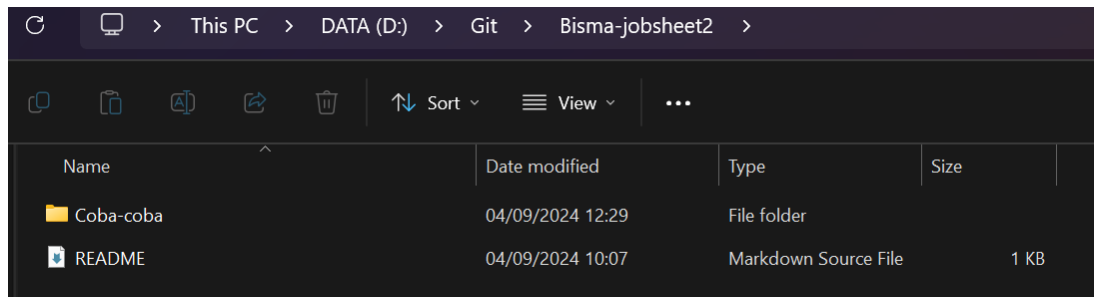 This PC > DATA (D:) > Git > Bisma-jobsheet2 >
Sort View ...
Name Date modified Type Size
Coba-coba 04/09/2024 12:29 File folder
README 04/09/2024 10:07 Markdown Source File 1 KB